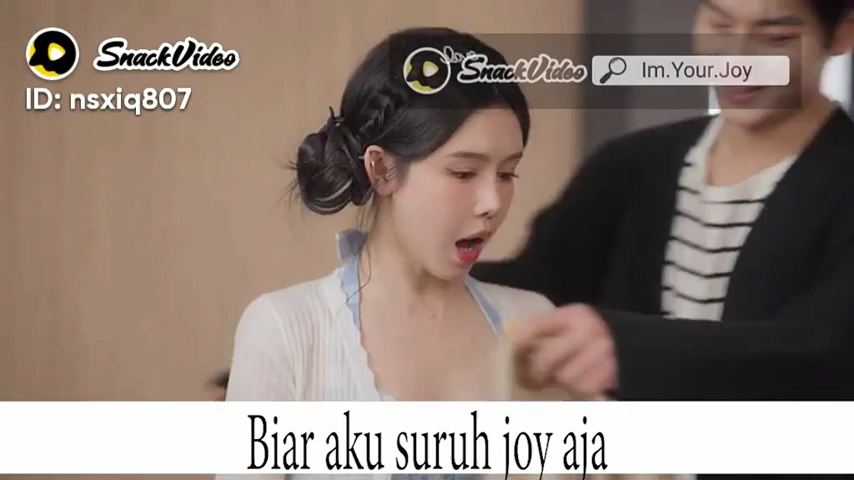 SnackVideo
ID: nsxiq807
SnackVideo
Im.Your.Joy
Biar aku suruh joy aja